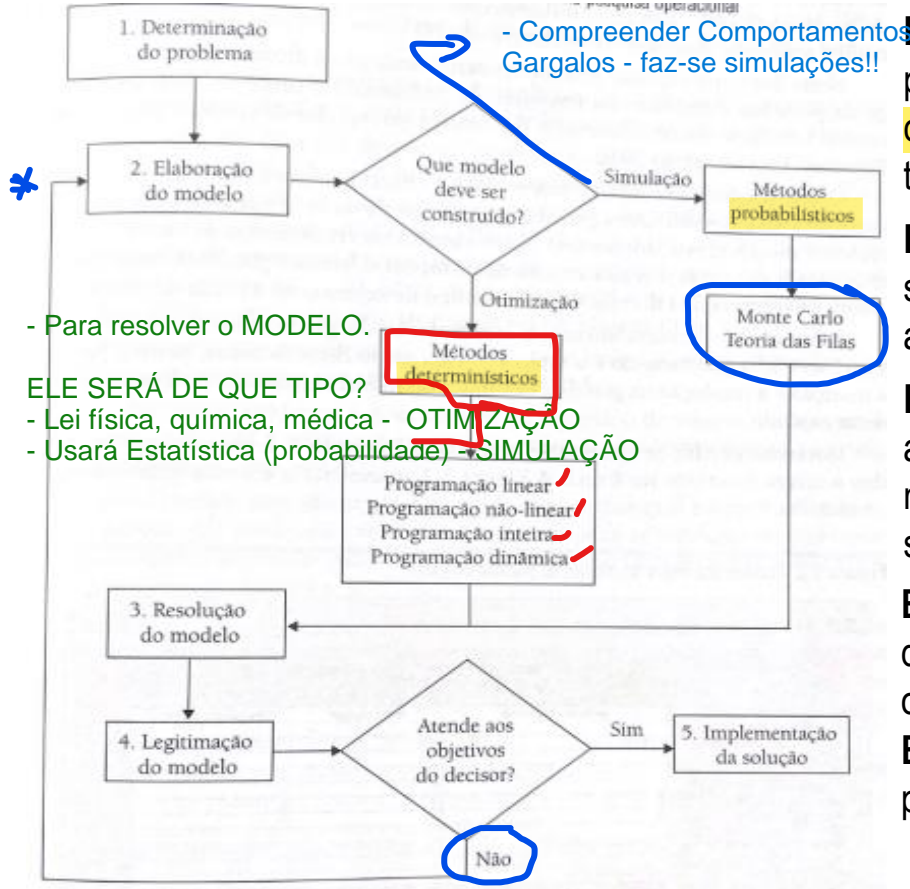 pesquisa operacional
- Compreender Comportamentos
Gargalos - faz-se simulações!!
1. Determinação
do problema
2. Elaboração
do modelo
Que modelo
deve ser
construído?
Simulação
Métodos
probabilísticos
Otimização
Monte Carlo
Teoria das Filas
- Para resolver o MODELO.
Métodos
determinísticos
ELE SERÁ DE QUE TIPO?
- Lei física, química, médica - OTIMIZAÇÃO
- Usará Estatística (probabilidade) - SIMULAÇÃO
Programação linear
Programação não-linear
Programação inteira
Programação dinâmica
3. Resolução
do modelo
4. Legitimação
do modelo
Atende aos
objetivos
do decisor?
Sim
5. Implementação
da solução
Não